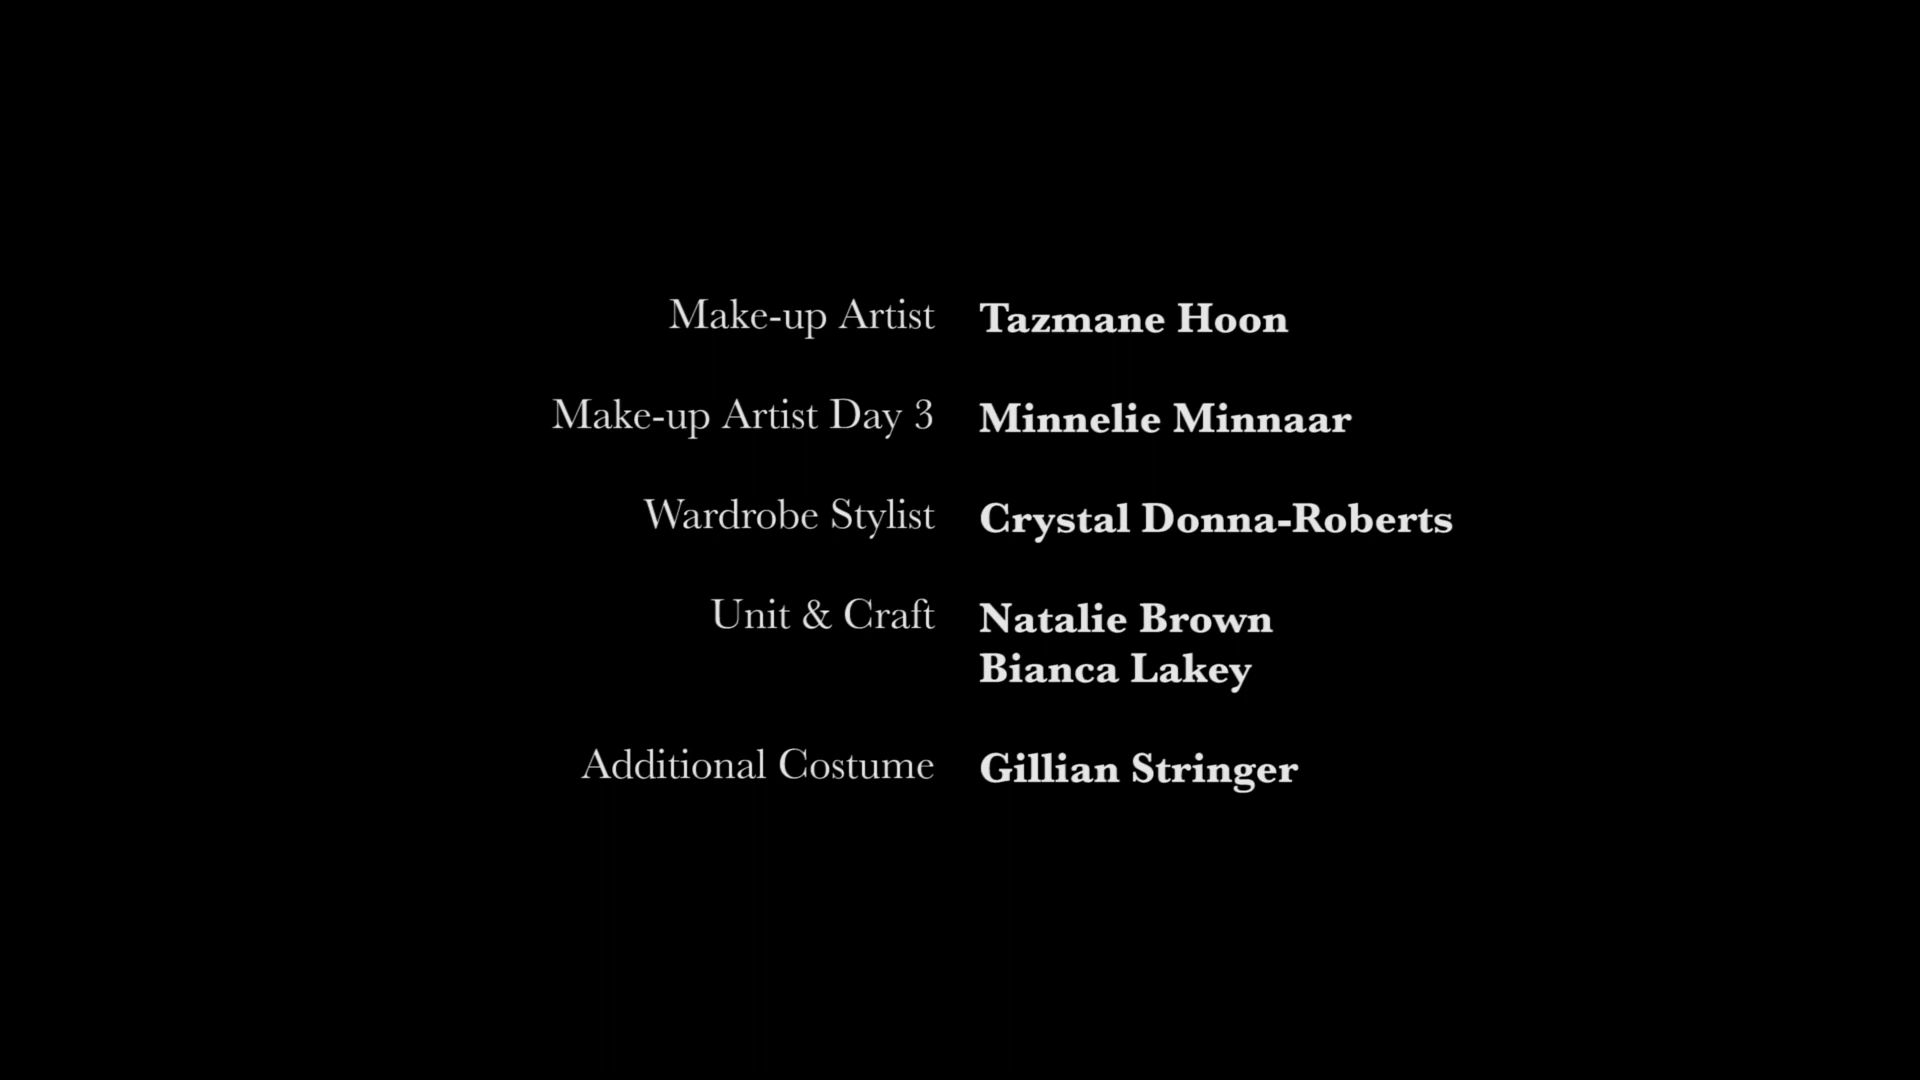 Make-up Artist Tazmane Hoon
Make-up Artist Day 3 Minnelie Minnaar
Wardrobe Stylist Crystal Donna-Roberts
Unit & Craft Natalie Brown
Bianca Lakey
Additional Costume Gillian Stringer